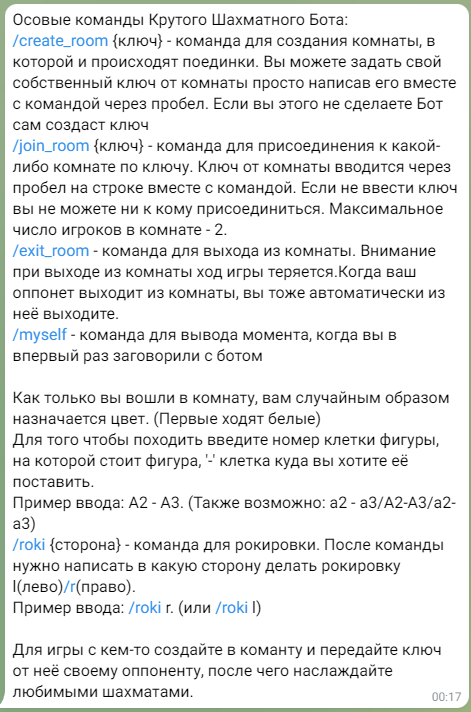 Осовые команды Крутого Шахматного Бота:
/create_room {ключ} - команда для создания комнаты, в
которой и происходят поединки. Вы можете задать свой
собственный ключ от комнаты просто написав его вместе
с командой через пробел. Если вы этого не сделаете Бот
сам создаст ключ
/join_room {ключ} - команда для присоединения к какой-
либо комнате по ключу. Ключ от комнаты вводится через
пробел на строке вместе с командой. Если не ввести ключ
вы не можете ни к кому присоединиться. Максимальное
число игроков в комнате - 2.
/exit_room - команда для выхода из комнаты. Внимание
при выходе из комнаты ход игры теряется.Когда ваш
оппонет выходит из комнаты, вы тоже автоматически из
неё выходите.
/myself - команда для вывода момента, когда вы в
впервый раз заговорили с ботом

Как только вы вошли в комнату, вам случайным образом
назначается цвет. (Первые ходят белые)
Для того чтобы походить введите номер клетки фигуры,
на которой стоит фигура, '-' клетка куда вы хотите её
поставить.
Пример ввода: A2 - A3. (Также возможно: a2 - a3/A2-A3/a2-
a3)
/roki {сторона} - команда для рокировки. После команды
нужно написать в какую сторону делать рокировку
l(лево)/r(право).
Пример ввода: /roki r. (или /roki l)

Для игры с кем-то создайте в команту и передайте ключ
от неё своему оппоненту, после чего наслаждайте
любимыми шахматами.
00:17